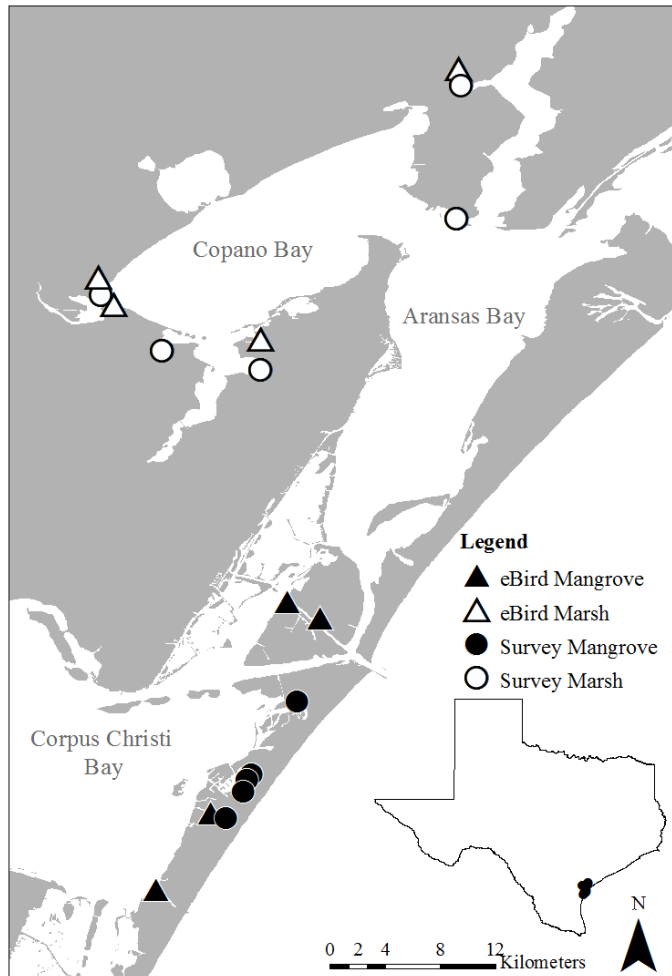 Copano Bay
Aransas Bay
Legend
eBird Mangrove
eBird Marsh
Survey Mangrove
Survey Marsh
Corpus Christi
Bay
N
0 2 4 8 12
Kilometers